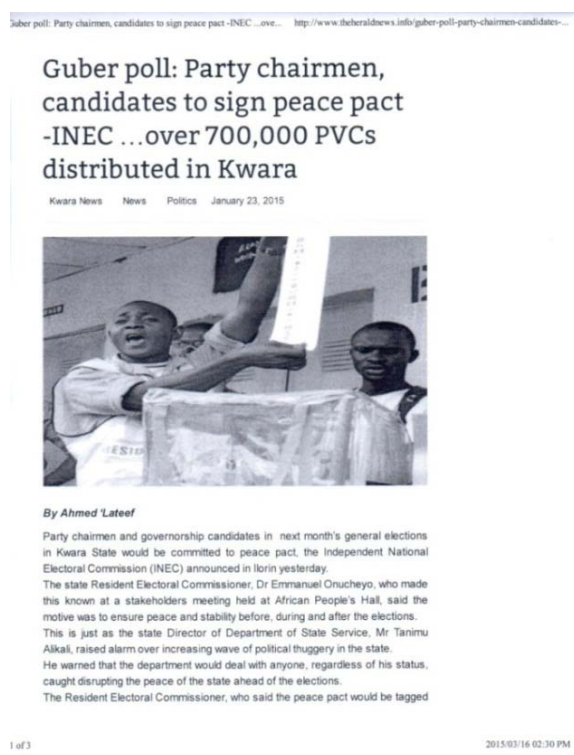 Guber poll: Party chairmen, candidates to sign peace pact -INEC ...ove... http://www.theheraldnews.info/guber-poll-party-chairmen-candidates-...
Guber poll: Party chairmen,
candidates to sign peace pact
-INEC ...over 700,000 PVCs
distributed in Kwara
Kwara News News Politics January 23, 2015
By Ahmed 'Lateef
Party chairmen and governorship candidates in next month's general elections
in Kwara State would be committed to peace pact, the Independent National
Electoral Commission (INEC) announced in Ilorin yesterday.
The state Resident Electoral Commissioner, Dr Emmanuel Onucheyo, who made
this known at a stakeholders meeting held at African People's Hall, said the
motive was to ensure peace and stability before, during and after the elections.
This is just as the state Director of Department of State Service, Mr Tanimu
Alikali, raised alarm over increasing wave of political thuggery in the state.
He warned that the department would deal with anyone, regardless of his status,
caught disrupting the peace of the state ahead of the elections.
The Resident Electoral Commissioner, who said the peace pact would be tagged
1 of 3 2015/03/16 02:30 PM